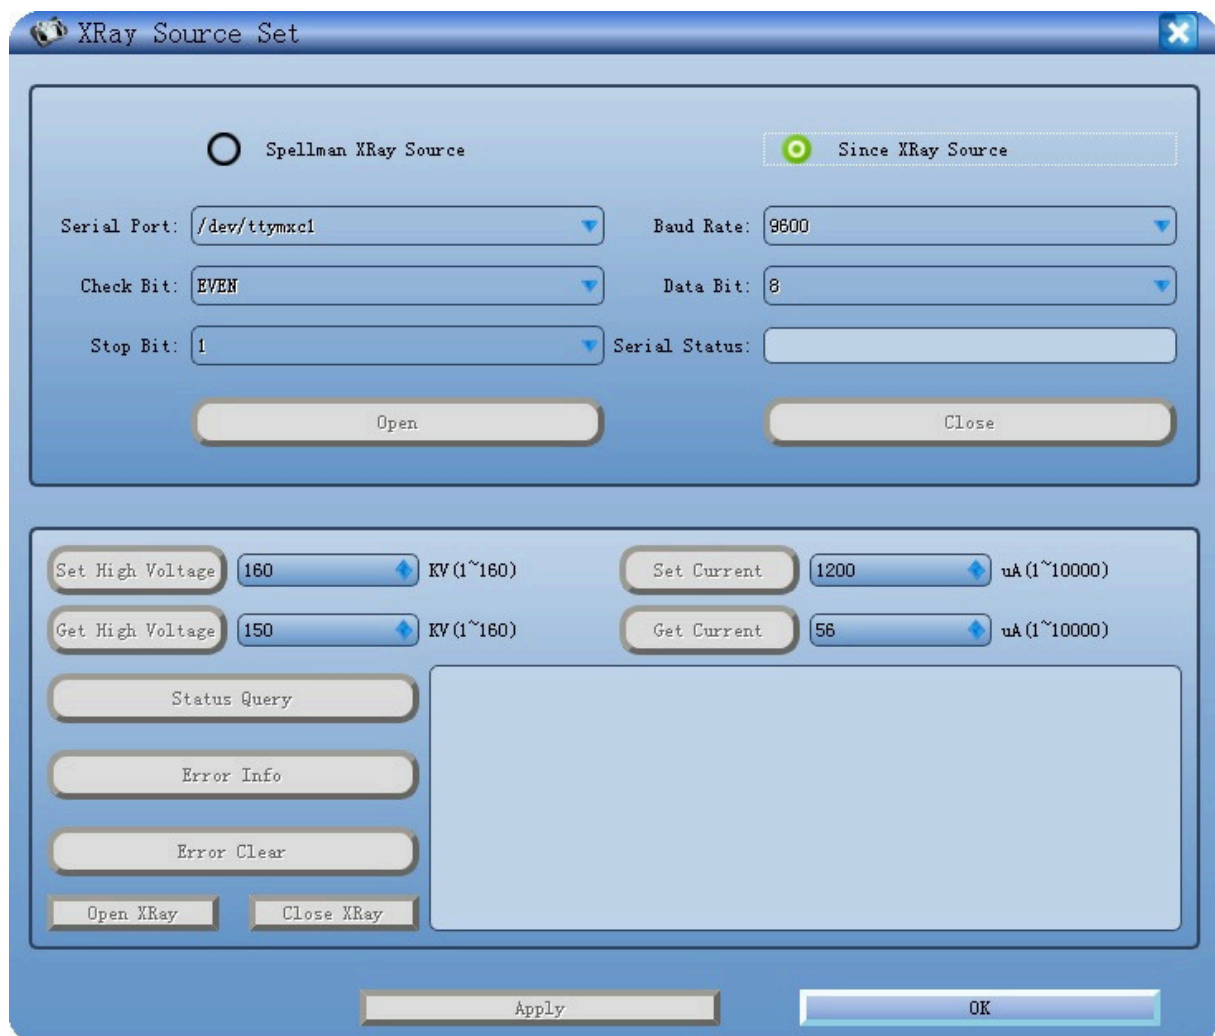 XRay Source Set
Spellman XRay Source Since XRay Source
Serial Port: /dev/ttymxc1 Baud Rate: 9600
Check Bit: EVEN Data Bit: 8
Stop Bit: 1 Serial Status:
Open Close
Set High Voltage 160 KV(1~160) Set Current 1200 uA(1~10000)
Get High Voltage 150 KV(1~160) Get Current 56 uA(1~10000)
Status Query
Error Info
Error Clear
Open XRay Close XRay
Apply OK